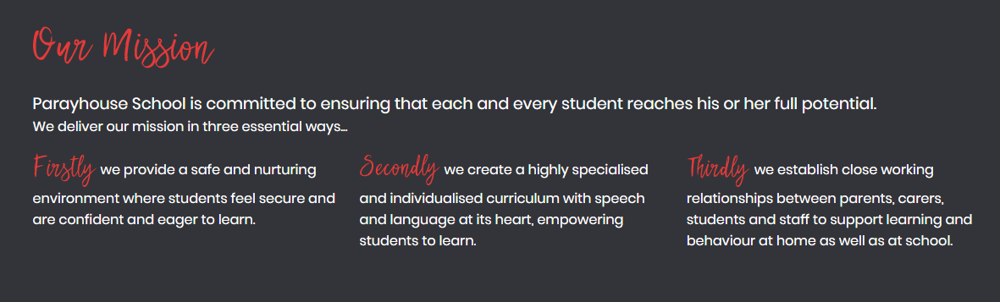 Our Mission
Parayhouse School is committed to ensuring that each and every student reaches his or her full potential.
We deliver our mission in three essential ways...
Firstly we provide a safe and nurturing
environment where students feel secure and
are confident and eager to learn.
Secondly we create a highly specialised
and individualised curriculum with speech
and language at its heart, empowering
students to learn.
Thirdly we establish close working
relationships between parents, carers,
students and staff to support learning and
behaviour at home as well as at school.